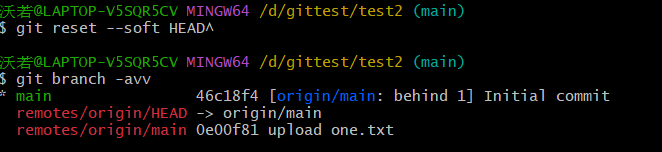 沃若@LAPTOP-V5SQR5CV MINGW64 /d/gittest/test2 (main)
$ git reset --soft HEAD^
沃若@LAPTOP-V5SQR5CV MINGW64 /d/gittest/test2 (main)
$ git branch -avv
* main 46c18f4 [origin/main: behind 1] Initial commit
remotes/origin/HEAD -> origin/main
remotes/origin/main 0e00f81 upload one.txt